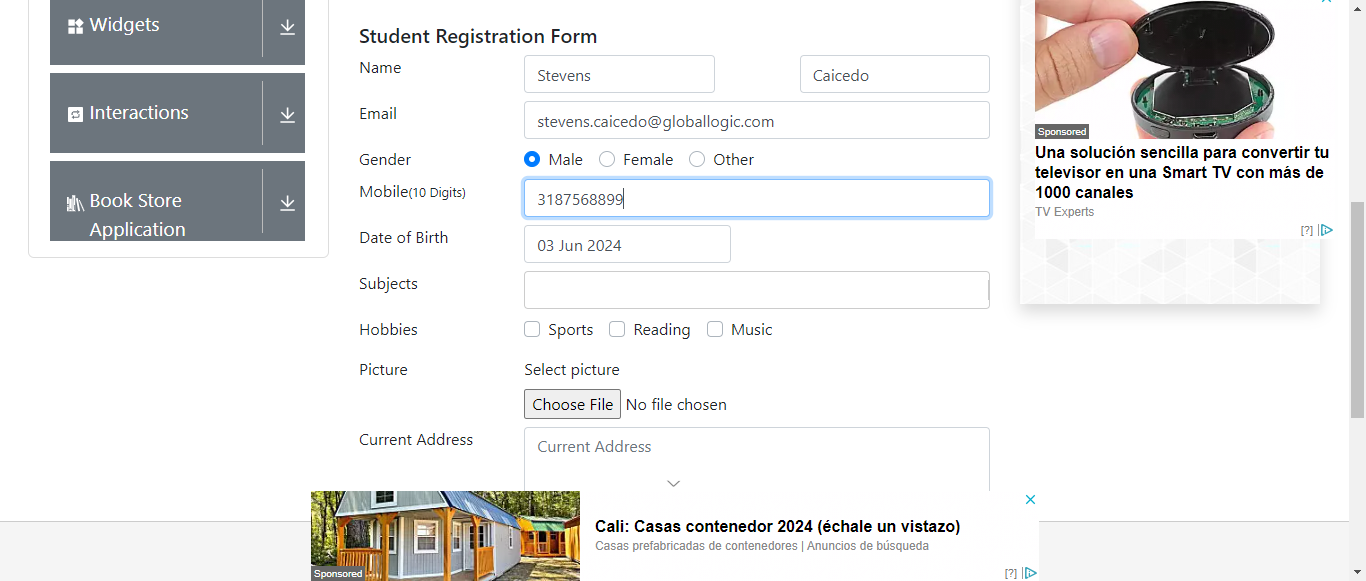 Widgets
Interactions
Book Store
Application
Student Registration Form
Name
Stevens
Caicedo
Email
stevens.caicedo@globallogic.com
Gender
Male
Female
Other
Mobile(10 Digits)
3187568899
Date of Birth
03 Jun 2024
Subjects
Hobbies
Sports
Reading
Music
Picture
Select picture
Choose File
No file chosen
Current Address
Current Address
Sponsored
Una solución sencilla para convertir tu
televisor en una Smart TV con más de
1000 canales
TV Experts
[?]
Sponsored
Cali: Casas contenedor 2024 (échale un vistazo)
Casas prefabricadas de contenedores | Anuncios de búsqueda
[?]